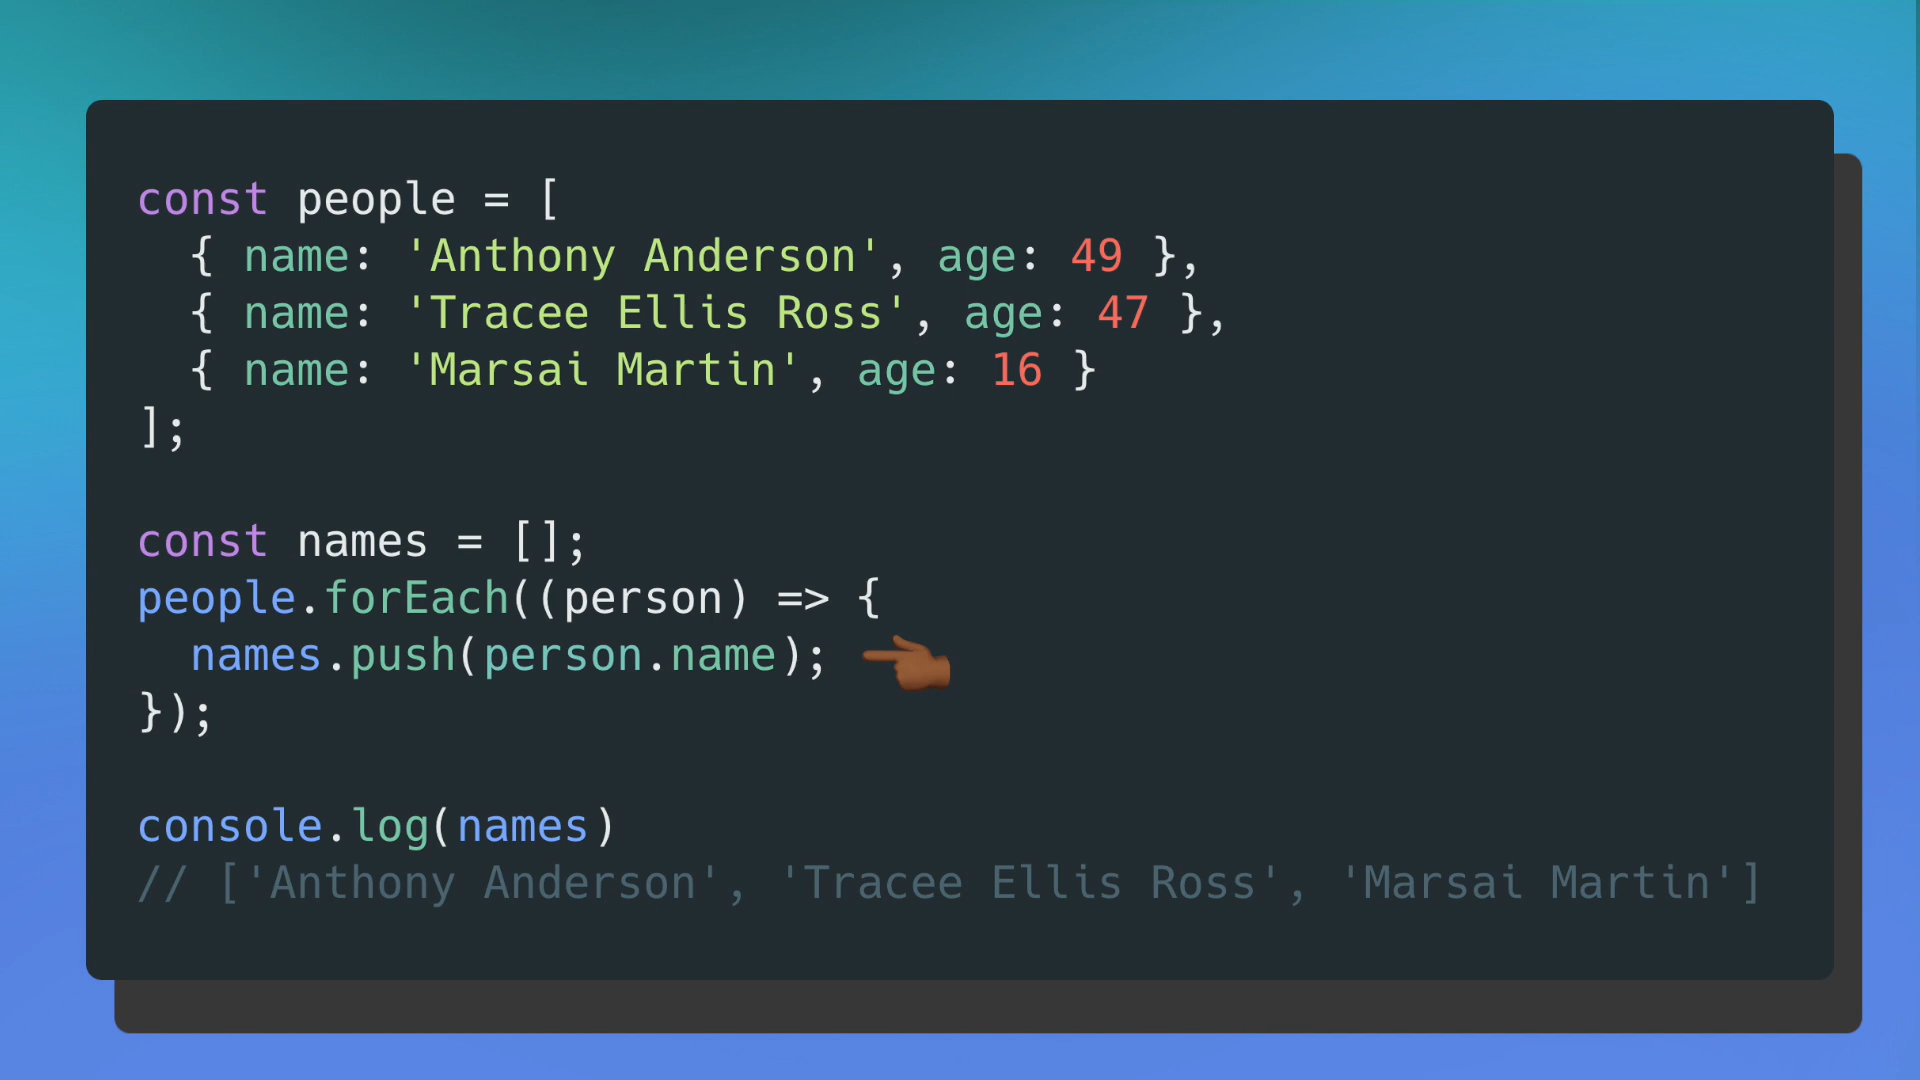 const people = [
  { name: 'Anthony Anderson', age: 49 },
  { name: 'Tracee Ellis Ross', age: 47 },
  { name: 'Marsai Martin', age: 16 }
];
const names = [];
people.forEach((person) => {
  names.push(person.name);
});
console.log(names)
// ['Anthony Anderson', 'Tracee Ellis Ross', 'Marsai Martin']